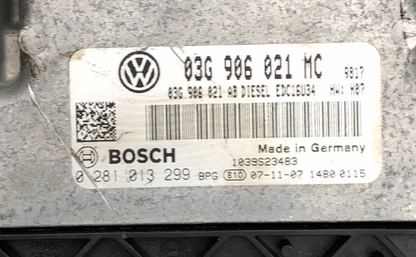 03G 906 021 MC 9817
03G 906 021 AB DIESEL EDC16U34 HW: H07
BOSCH Made in Germany
1039S23483
0 281 013 299 BPG B10 07-11-07 1480 0115